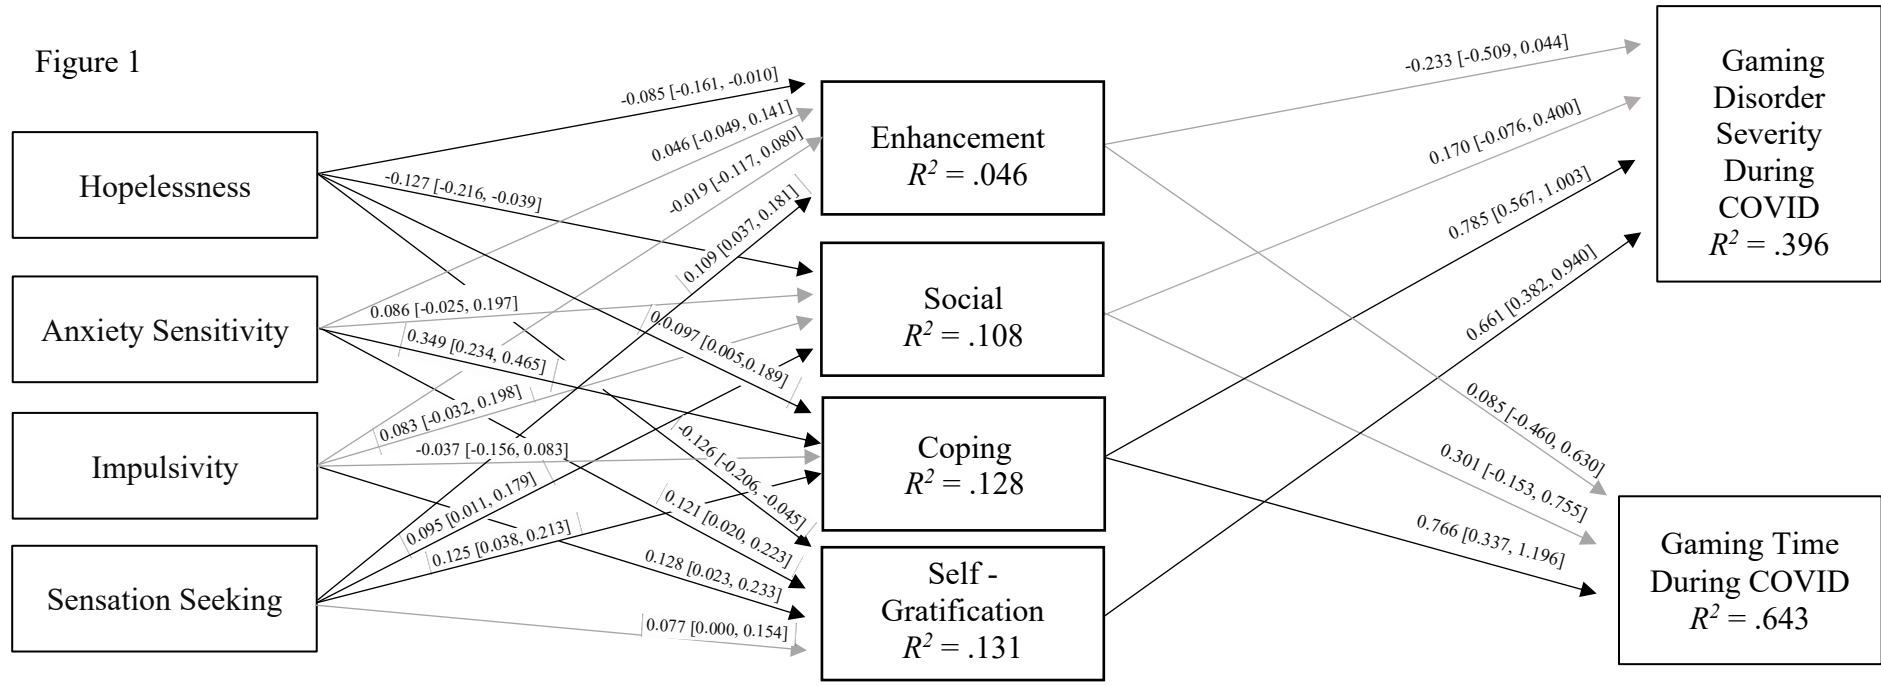 Figure 1
Hopelessness
Anxiety Sensitivity
Impulsivity
Sensation Seeking
-0.085 [-0.161, -0.010]
0.046 [-0.049, 0.141]
-0.019 [-0.117, 0.080]
-0.127 [-0.216, -0.039]
0.109 [0.037, 0.181]
0.086 [-0.025, 0.197]
0.349 [0.234, 0.465]
0.0.097 [0.005,0.189]
0.083 [-0.032, 0.198]
-0.037 [-0.156, 0.083]
-0.126 [-0.206, -0.045]
0.095 [0.011, 0.179]
0.125 [0.038, 0.213]
0.121 [0.020, 0.223]
0.128 [0.023, 0.233]
0.077 [0.000, 0.154]
Enhancement
R² = .046
Social
R² = .108
Coping
R² = .128
Self -
Gratification
R² = .131
-0.233 [-0.509, 0.044]
0.170 [-0.076, 0.400]
0.785 [0.567, 1.003]
0.661 [0.382, 0.940]
0.085 [-0.460, 0.630]
0.301 [-0.153, 0.755]
0.766 [0.337, 1.196]
Gaming
Disorder
Severity
During
COVID
R² = .396
Gaming Time
During COVID
R² = .643